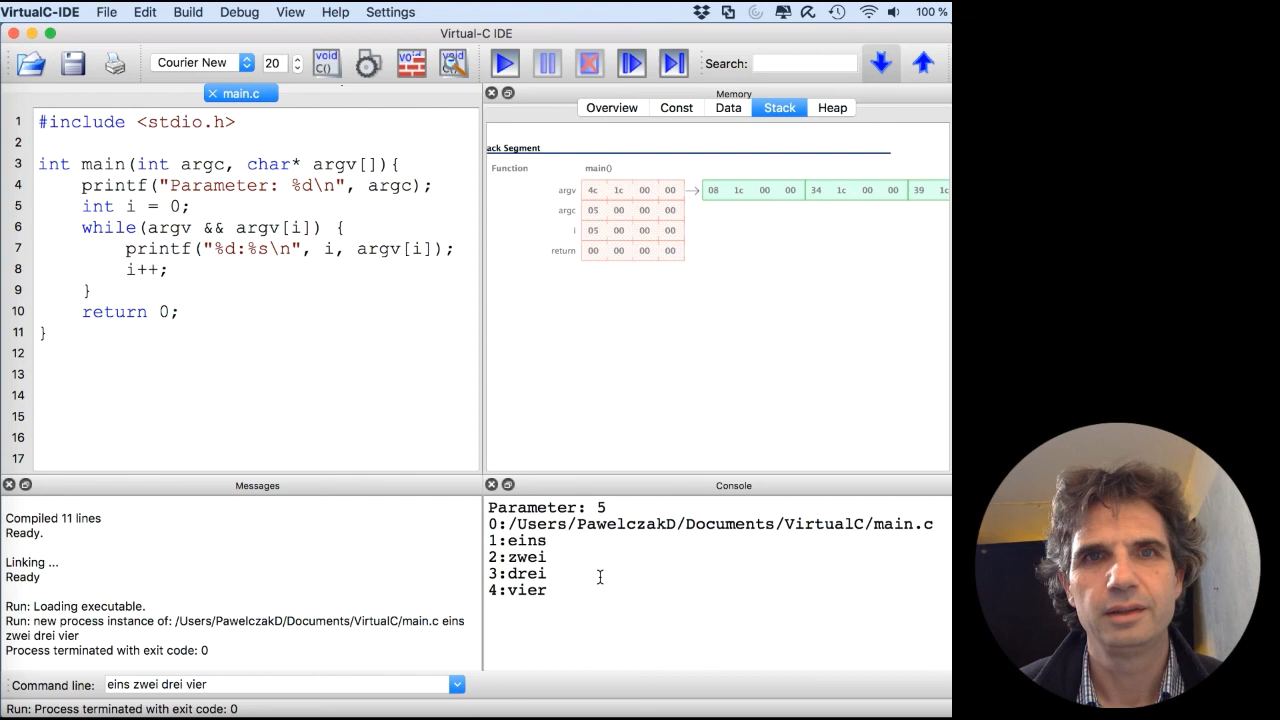 VirtualC-IDE File Edit Build Debug View Help Settings 100 %
Virtual-C IDE
Courier New 20 void C() void void Search:
main.c
Memory
Overview Const Data Stack Heap
1 #include <stdio.h>
2
3 int main(int argc, char* argv[]){
4 printf("Parameter: %d\n", argc);
5 int i = 0;
6 while(argv && argv[i]) {
7 printf("%d:%s\n", i, argv[i]);
8 i++;
9 }
10 return 0;
11 }
12
13
14
15
16
17
ack Segment
Function main()
argv 4c 1c 00 00 08 1c 00 00 34 1c 00 00 39 1c
argc 05 00 00 00
i 05 00 00 00
return 00 00 00 00
Messages
Compiled 11 lines
Ready.
Linking ...
Ready
Run: Loading executable.
Run: new process instance of: /Users/PawelczakD/Documents/VirtualC/main.c eins
zwei drei vier
Process terminated with exit code: 0
Command line: eins zwei drei vier
Run: Process terminated with exit code: 0
Console
Parameter: 5
0:/Users/PawelczakD/Documents/VirtualC/main.c
1:eins
2:zwei
3:drei
4:vier